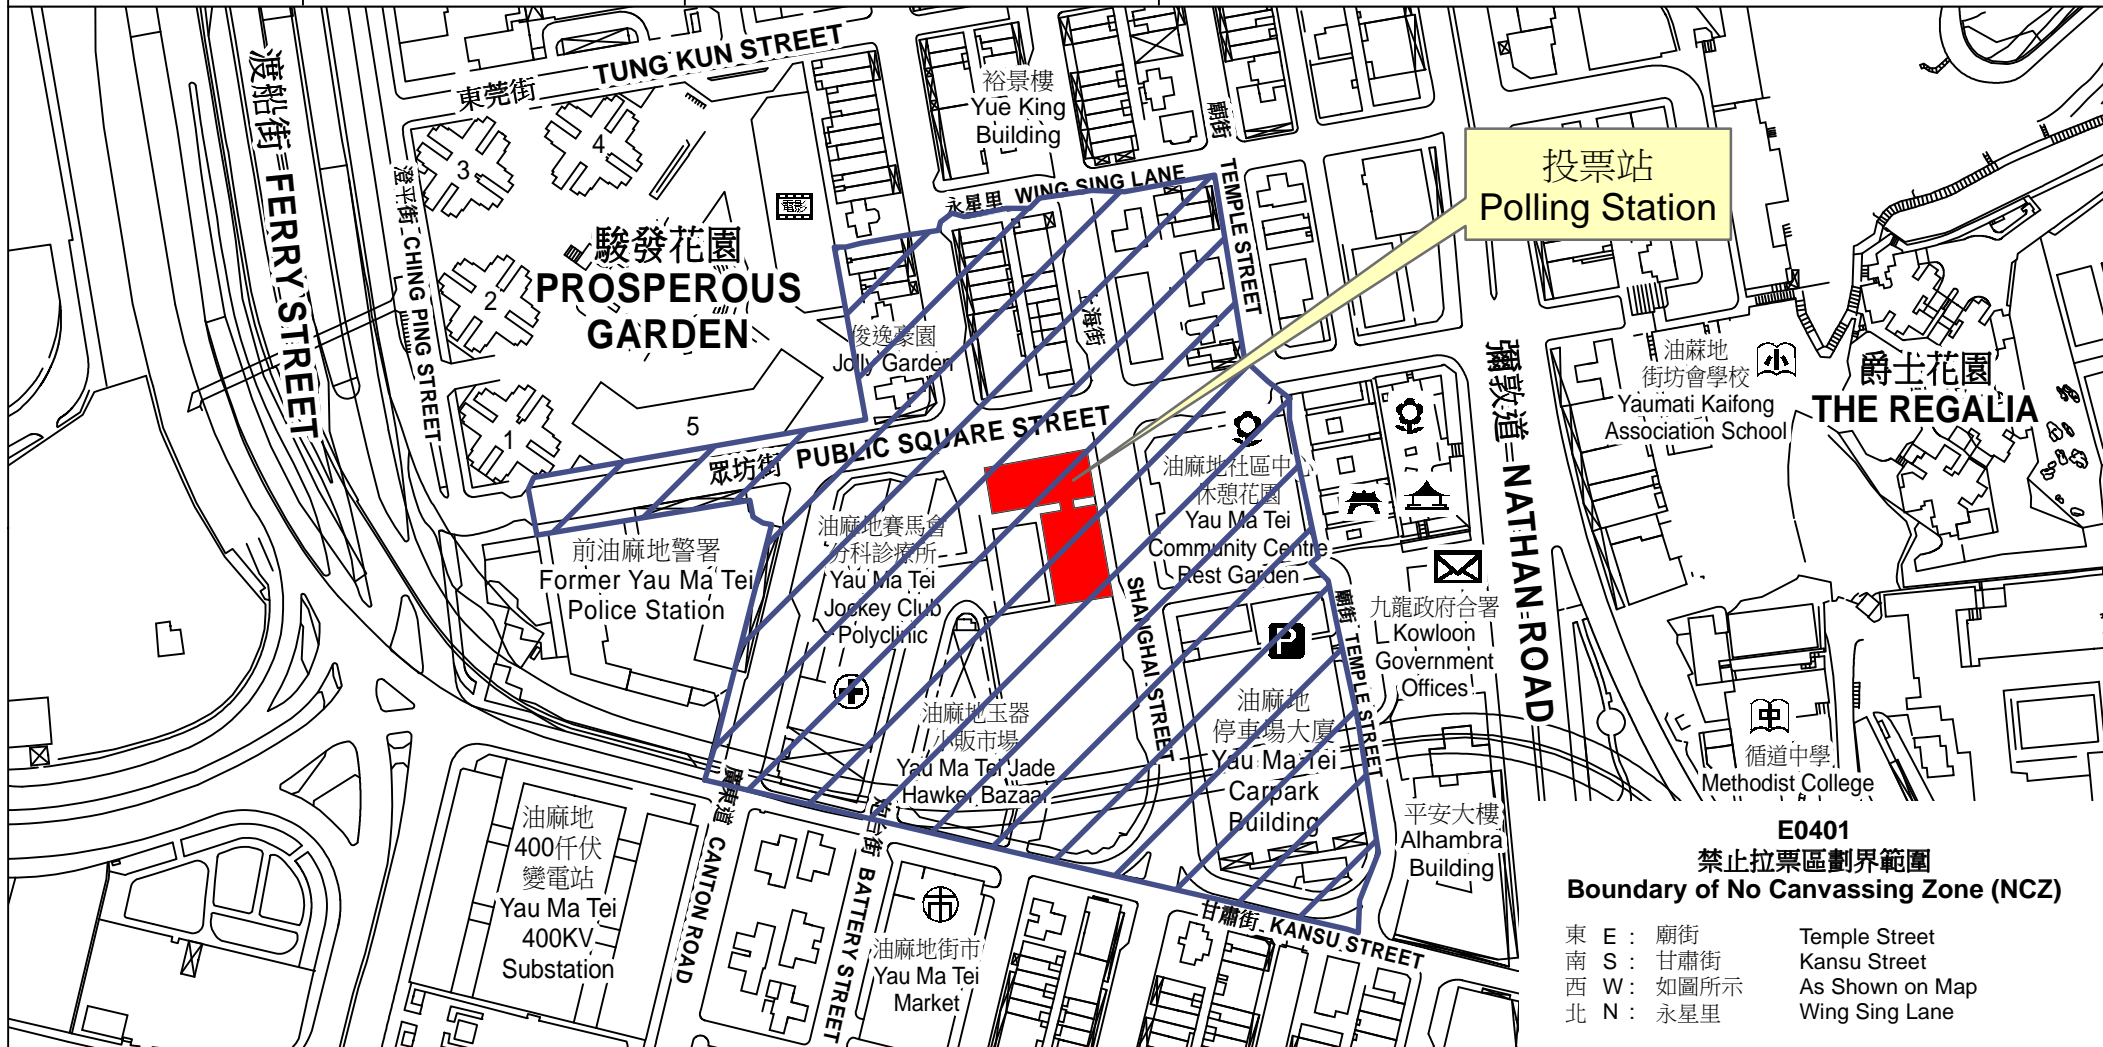 東莞街 TUNG KUN STREET
渡船街 FERRY STREET
澄平街 CHING PING STREET
裕景樓
Yue King
Building
廟街
TEMPLE STREET
永星里 WING SING LANE
投票站
Polling Station
3
4
2
1
5
電影
駿發花園
PROSPEROUS
GARDEN
俊逸豪園
Jolly Garden
海街
眾坊街 PUBLIC SQUARE STREET
彌敦道 NATHAN ROAD
油蔴地
街坊會學校
Yaumati Kaifong
Association School
小
爵士花園
THE REGALIA
前油麻地警署
Former Yau Ma Tei
Police Station
油麻地賽馬會
分科診療所
Yau Ma Tei
Jockey Club
Polyclinic
油麻地社區中心
休憩花園
Yau Ma Tei
Community Centre
Rest Garden
SHANGHAI STREET
廟街 TEMPLE STREET
九龍政府合署
Kowloon
Government
Offices
P
油麻地
停車場大廈
Yau Ma Tei
Carpark
Building
油麻地玉器
小販市場
Yau Ma Tei Jade
Hawker Bazaar
中
循道中學
Methodist College
平安大樓
Alhambra
Building
油麻地
400仟伏
變電站
Yau Ma Tei
400KV
Substation
廣東道 CANTON ROAD
炮台街 BATTERY STREET
市
油麻地街市
Yau Ma Tei
Market
甘肅街 KANSU STREET
E0401
禁止拉票區劃界範圍
Boundary of No Canvassing Zone (NCZ)
東 E : 廟街 Temple Street
南 S : 甘肅街 Kansu Street
西 W : 如圖所示 As Shown on Map
北 N : 永星里 Wing Sing Lane